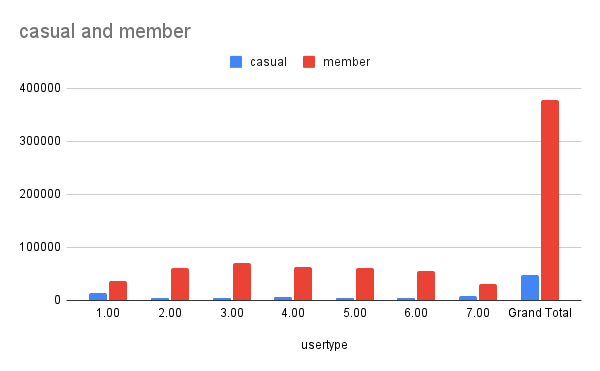 casual and member
casual member
400000
300000
200000
100000
0
1.00 2.00 3.00 4.00 5.00 6.00 7.00 Grand Total
usertype